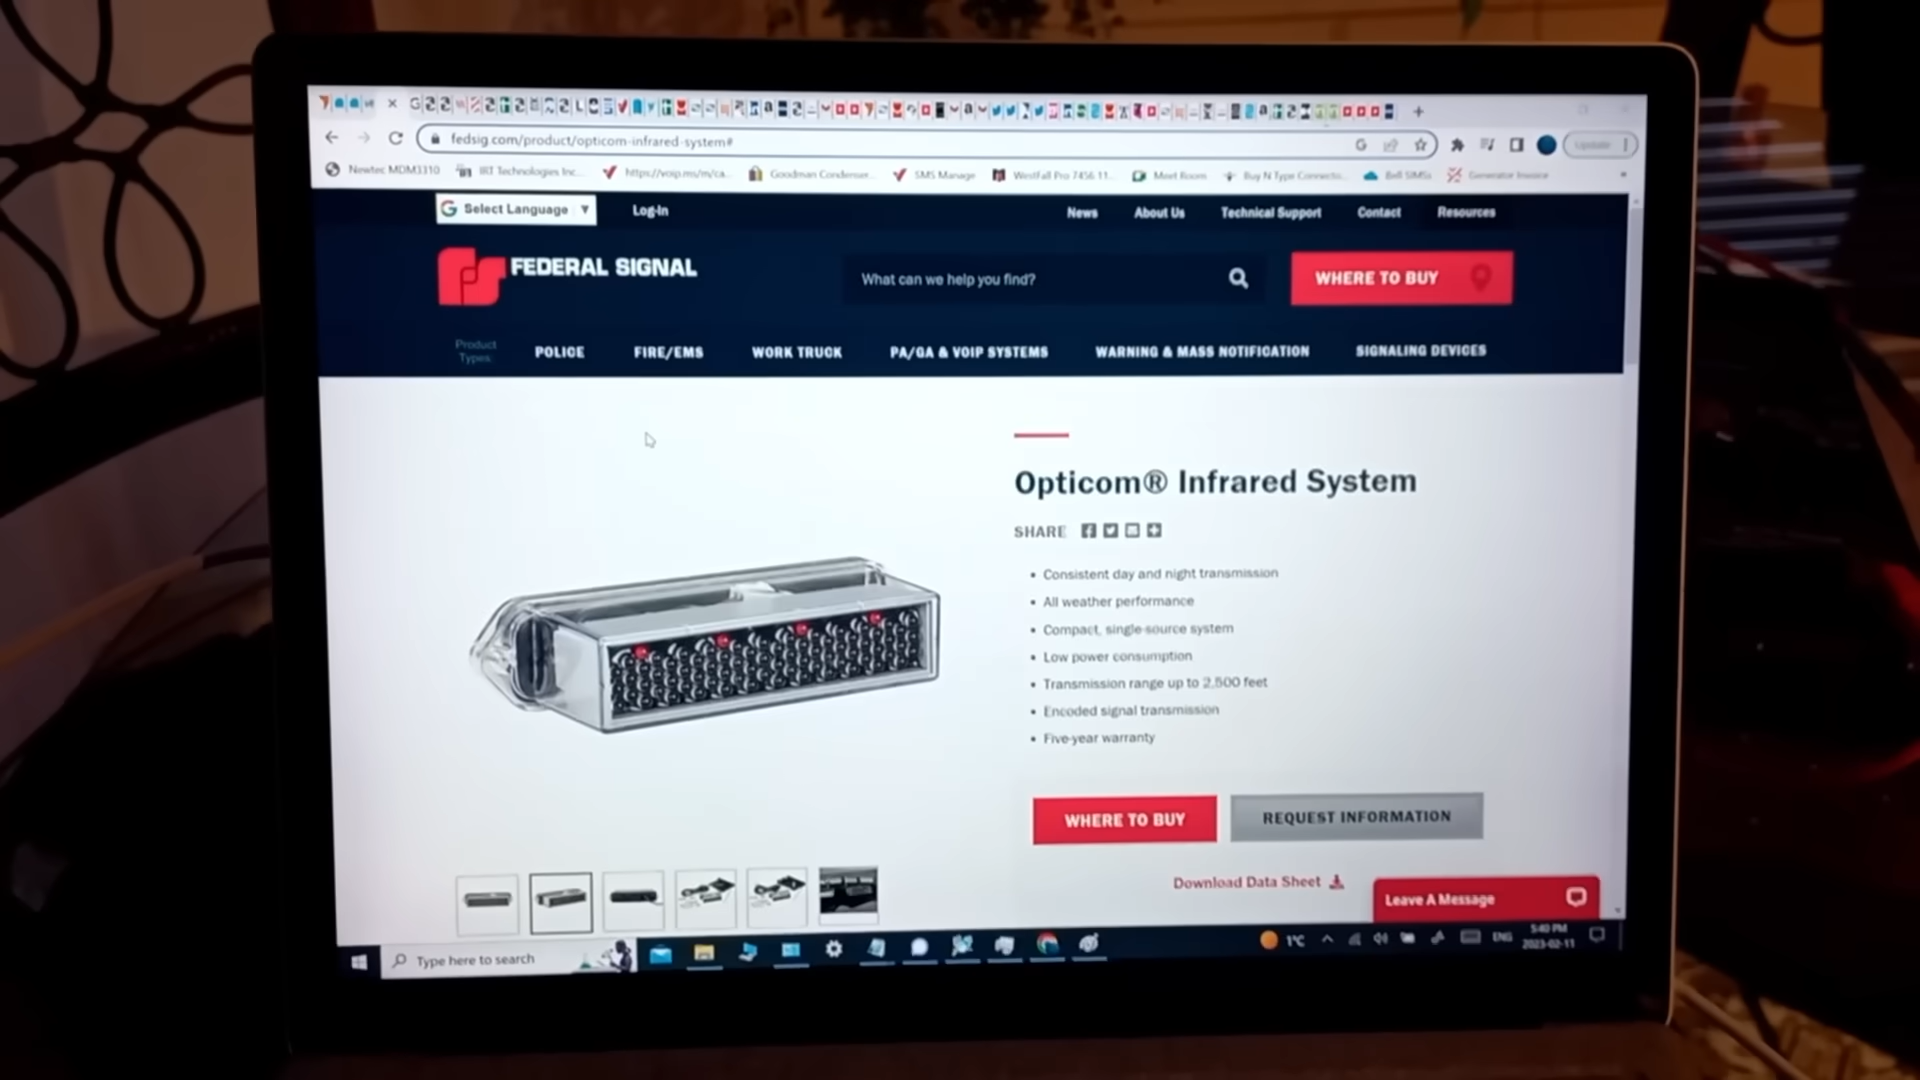 fedsig.com/product/opticom-infrared-system#
Update
Newtec MDM3310
IRT Technologies Inc...
https://voip.ms/m/ca...
Goodman Condenser...
SMS Manage
WestFall Pro 7456 11...
Meet Room
Buy N Type Connecto...
Bell SIMSs
Generator Invoice
Select Language ▼
Log-In
News
About Us
Technical Support
Contact
Resources
FEDERAL SIGNAL
What can we help you find?
WHERE TO BUY
Product
Types:
POLICE
FIRE/EMS
WORK TRUCK
PA/GA & VOIP SYSTEMS
WARNING & MASS NOTIFICATION
SIGNALING DEVICES
Opticom® Infrared System
SHARE
• Consistent day and night transmission
• All weather performance
• Compact, single-source system
• Low power consumption
• Transmission range up to 2,500 feet
• Encoded signal transmission
• Five-year warranty
WHERE TO BUY
REQUEST INFORMATION
Download Data Sheet
Leave A Message
Type here to search
1°C
ENG
5:40 PM
2023-02-11